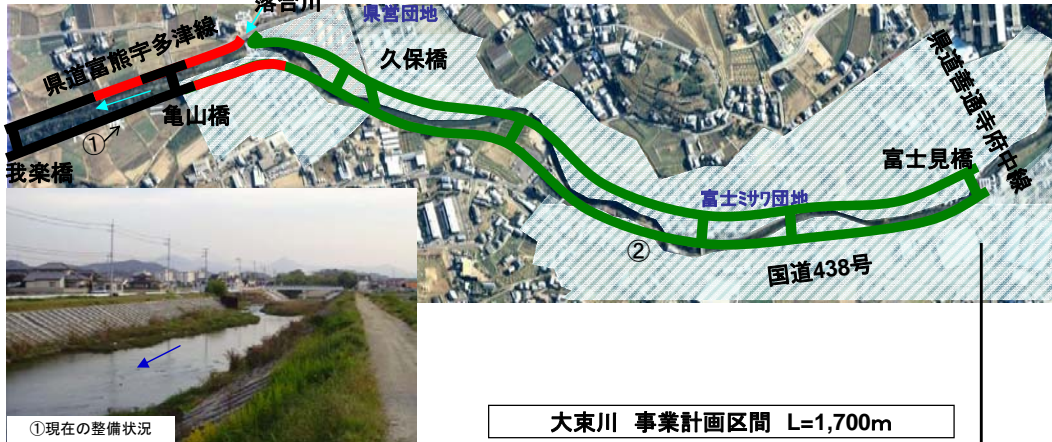 落合川
県営団地
久保橋
県道富熊宇多津線
県道善通寺府中線
亀山橋
①
我楽橋
富士見橋
富士ミサワ団地
②
国道438号
①現在の整備状況
大束川 事業計画区間 L=1,700m